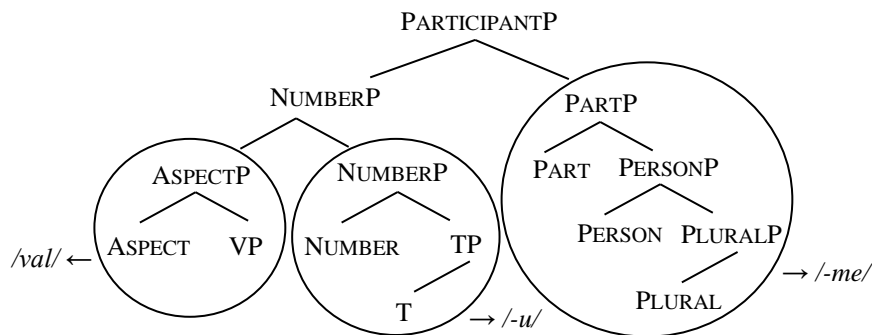 PARTICIPANTP
NUMBERP PARTP
ASPECTP NUMBERP PART PERSONP
ASPECT VP NUMBER TP PERSON PLURALP
/val/ ← T → /-u/ PLURAL → /-me/